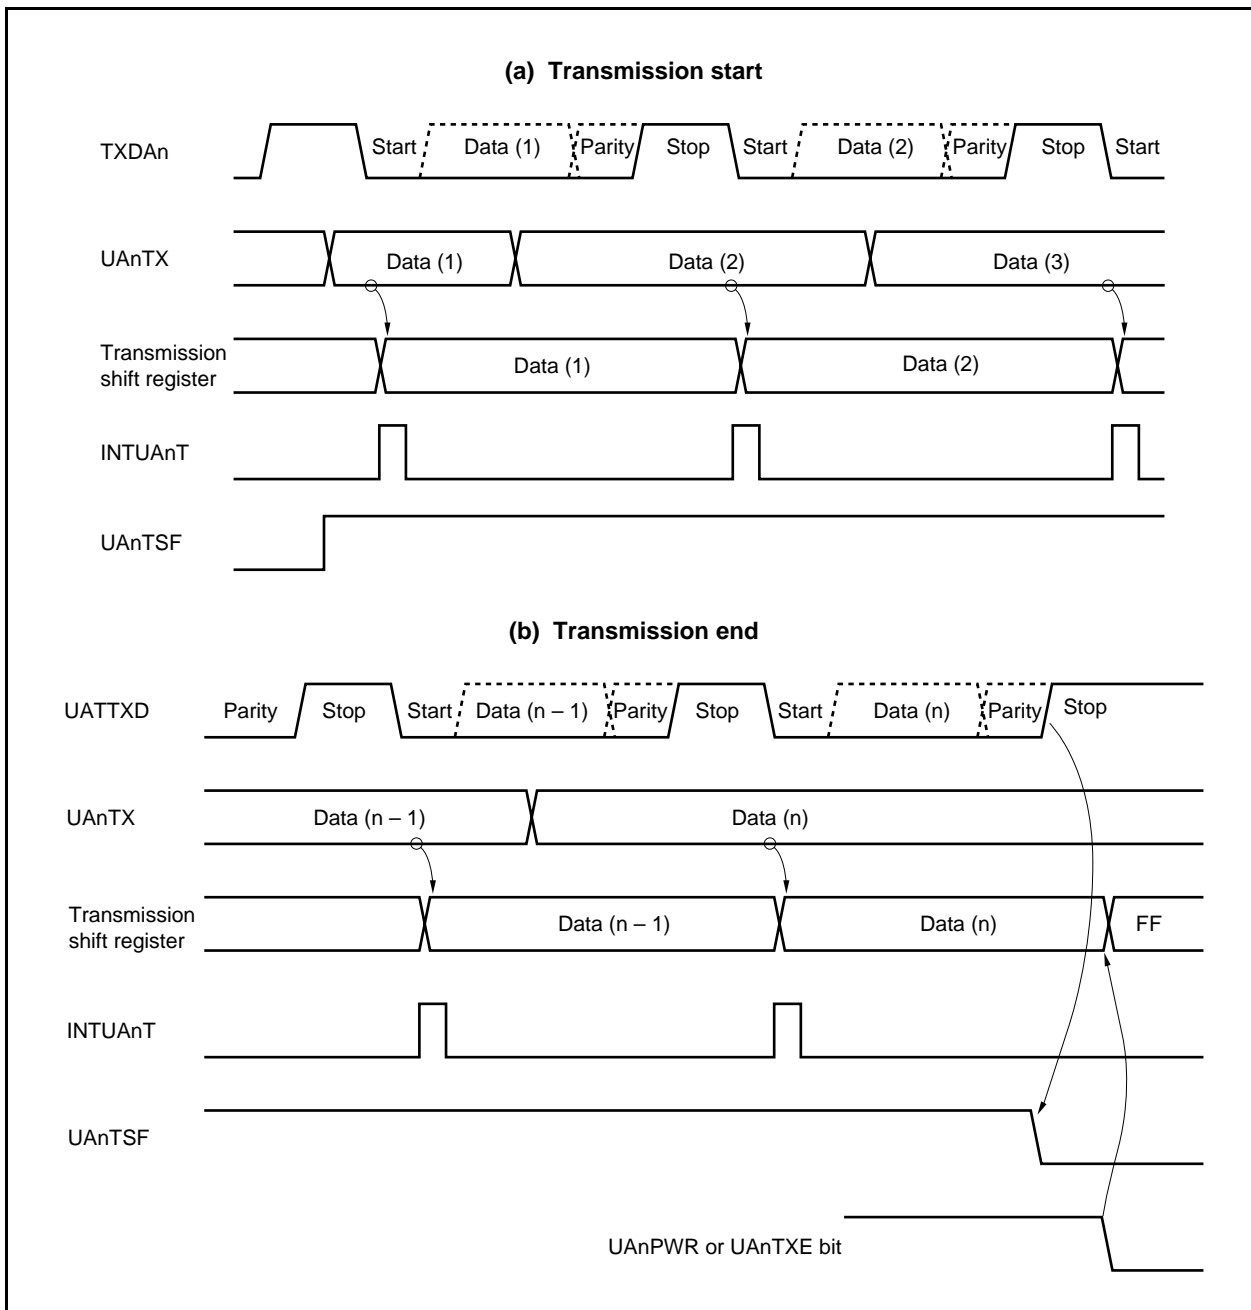 (a) Transmission start
TXDAn Start Data (1) Parity Stop Start Data (2) Parity Stop Start
UAnTX Data (1) Data (2) Data (3)
Transmission
shift register Data (1) Data (2)
INTUAnT
UAnTSF
(b) Transmission end
UATTXD Parity Stop Start Data (n – 1) Parity Stop Start Data (n) Parity Stop
UAnTX Data (n – 1) Data (n)
Transmission
shift register Data (n – 1) Data (n) FF
INTUAnT
UAnTSF
UAnPWR or UAnTXE bit